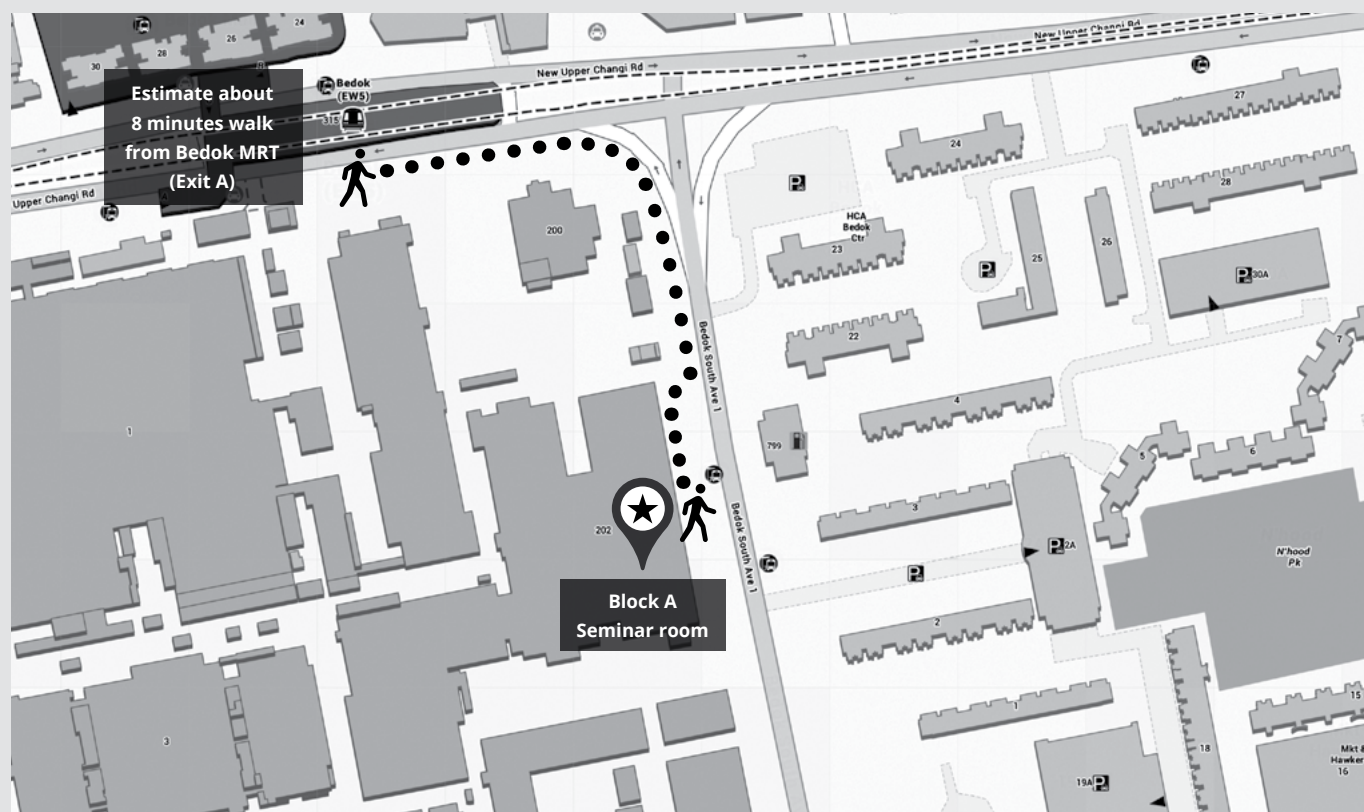 24
26
28
30
New Upper Changi Rd
New Upper Changi Rd
Bedok
(EW5)
315
Estimate about
8 minutes walk
from Bedok MRT
(Exit A)
Upper Changi Rd
A
27
24
28
P
200
HCA
Bedok
Ctr
23
25
26
P
P
30A
22
7
Bedok South Ave 1
4
1
799
5
6
3
202
Bedok South Ave 1
P
2A
N'hood
Pk
P
Block A
Seminar room
2
1
15
3
18
Mkt &
Hawker
16
19A
P